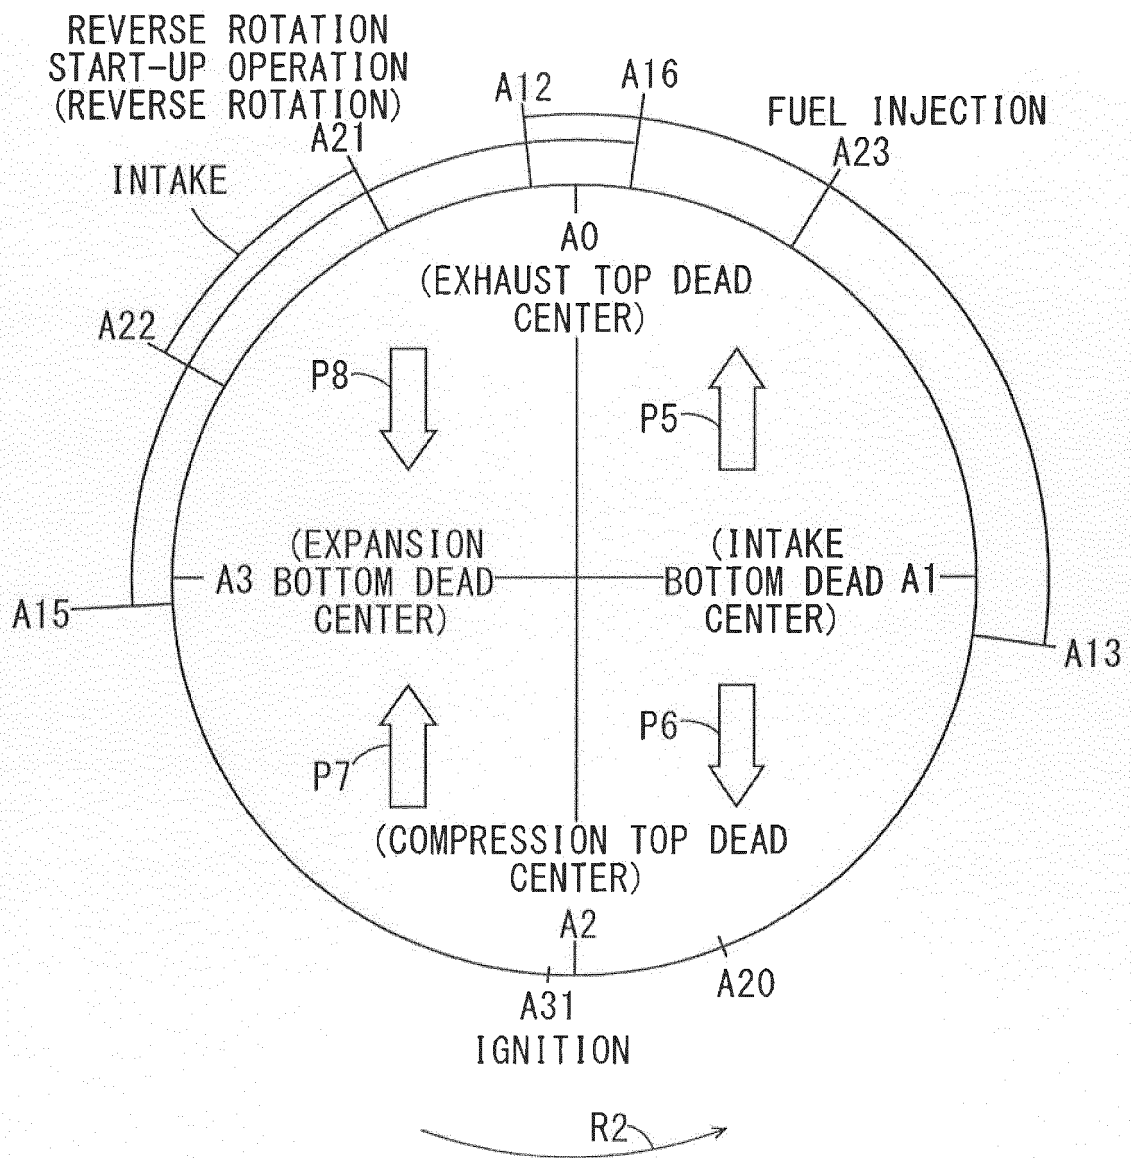 REVERSE ROTATION
START-UP OPERATION
(REVERSE ROTATION)
A21
A12
A16
FUEL INJECTION
A23
INTAKE
A0
(EXHAUST TOP DEAD
CENTER)
A22
P8
P5
(EXPANSION
A3 BOTTOM DEAD
CENTER)
(INTAKE
BOTTOM DEAD A1
CENTER)
A15
A13
P7
P6
(COMPRESSION TOP DEAD
CENTER)
A2
A31
A20
IGNITION
R2